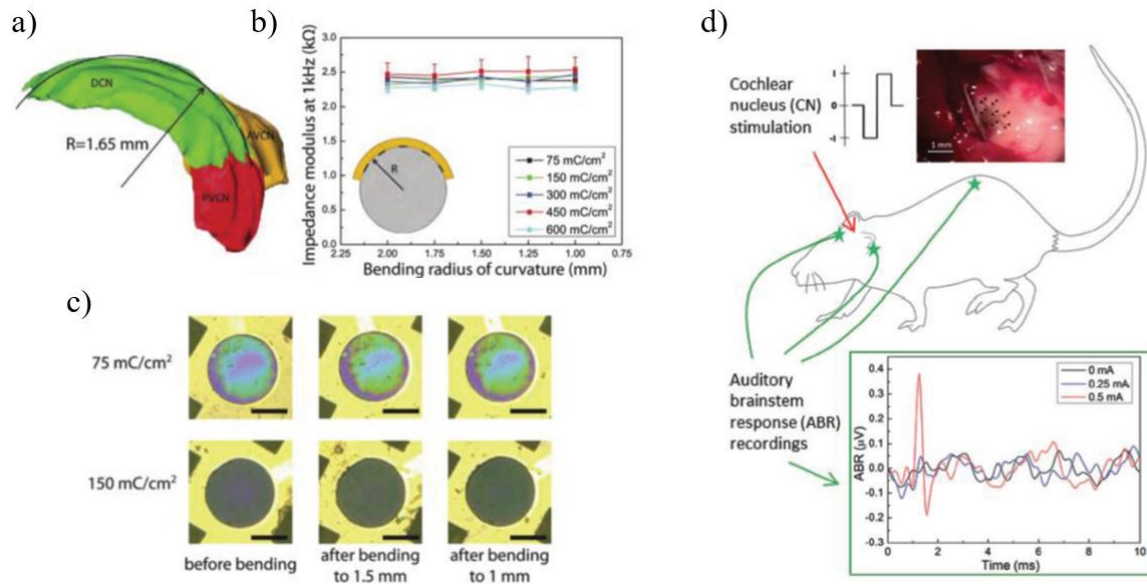 a)
DCN
AVCN
R=1.65 mm
PVCN
b)
Impedance modulus at 1kHz (kΩ)
3.0
2.5
2.0
1.5
1.0
0.5
0.0
R
75 mC/cm²
150 mC/cm²
300 mC/cm²
450 mC/cm²
600 mC/cm²
2.25 2.00 1.75 1.50 1.25 1.00 0.75
Bending radius of curvature (mm)
c)
75 mC/cm²
150 mC/cm²
before bending
after bending
to 1.5 mm
after bending
to 1 mm
d)
Cochlear
nucleus (CN)
stimulation
1
0
-1
1 mm
Auditory
brainstem
response (ABR)
recordings
ABR (µV)
0.4
0.3
0.2
0.1
0.0
-0.1
-0.2
-0.3
0 mA
0.25 mA
0.5 mA
0 2 4 6 8 10
Time (ms)